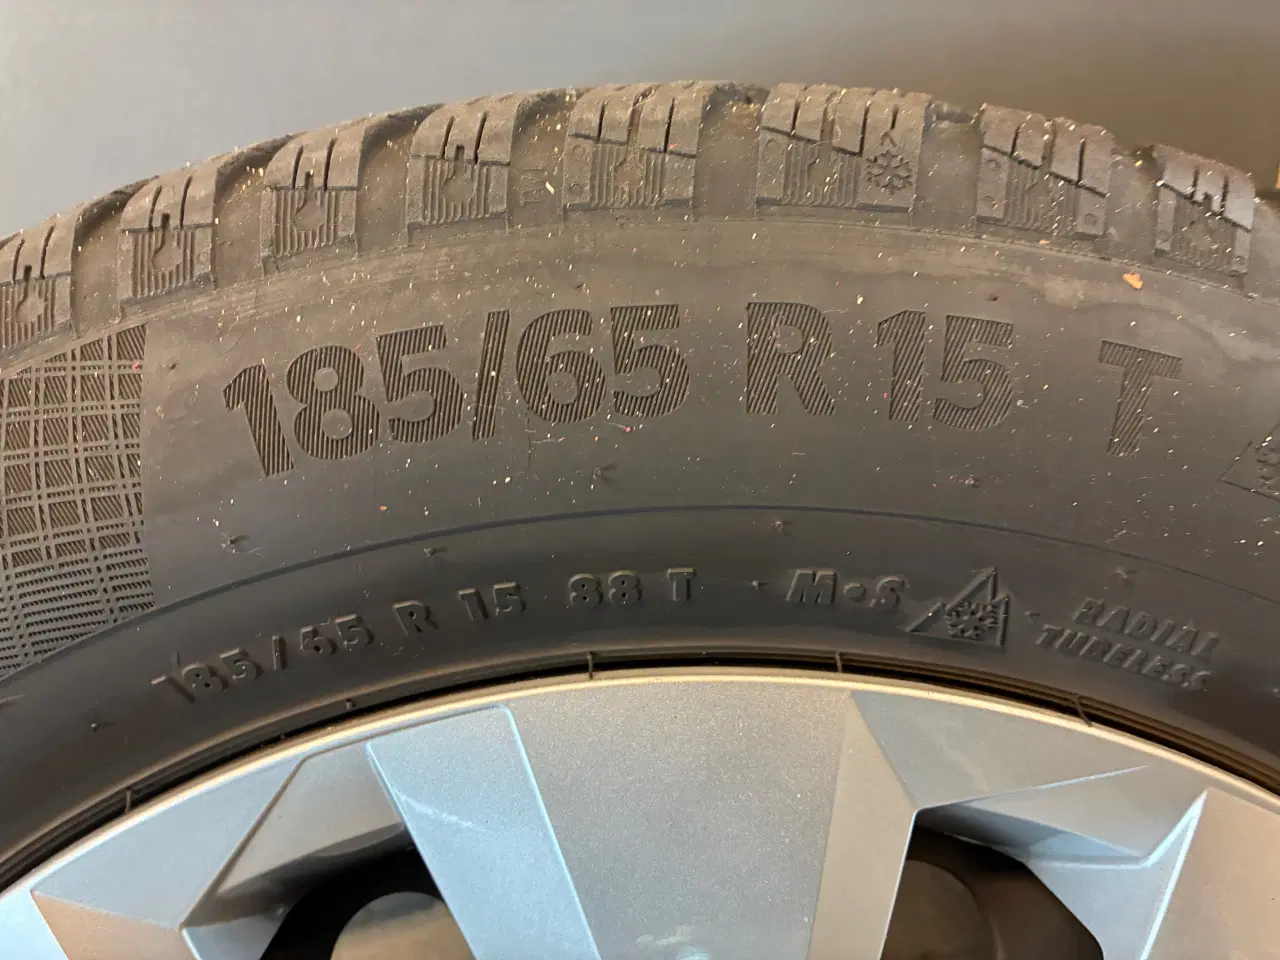 185/65 R 15 T
185/65 R 15 88 T M•S
RADIAL
TUBELESS